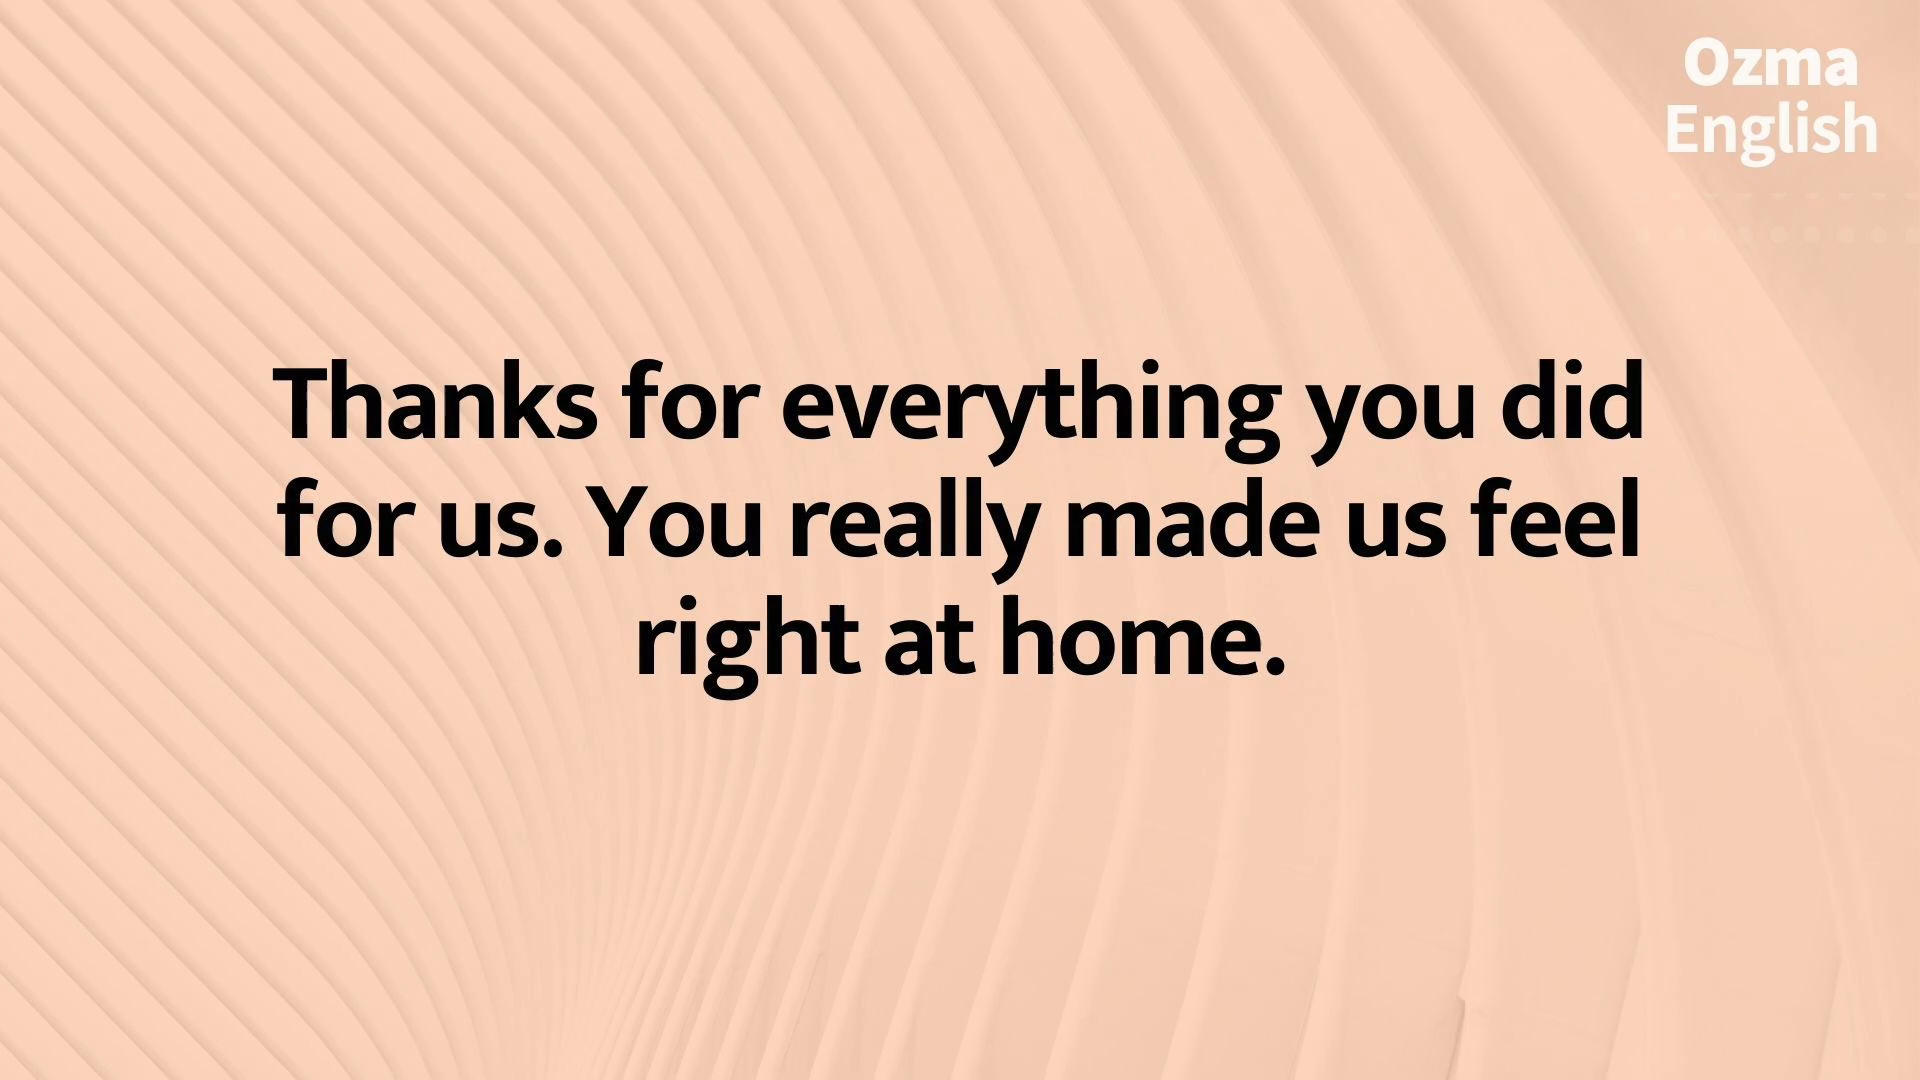 Ozma
English
Thanks for everything you did
for us. You really made us feel
right at home.